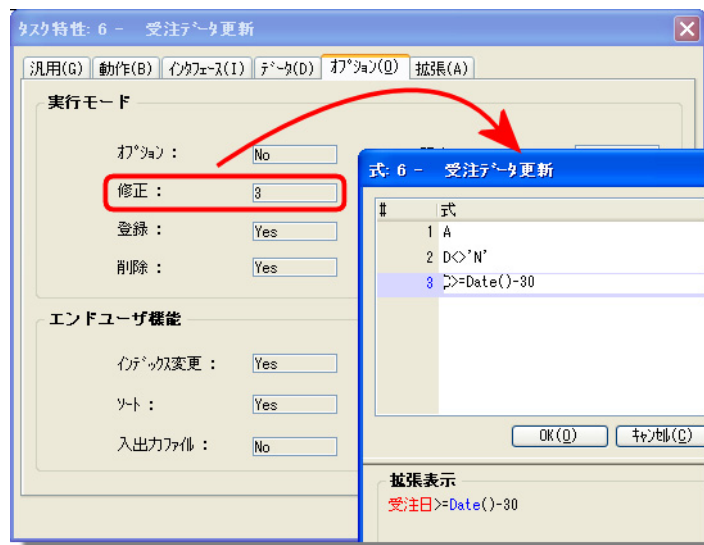 ﾀｽｸ特性: 6 - 受注ﾃﾞｰﾀ更新
汎用(G) 動作(B) ｲﾝﾀﾌｪｰｽ(I) ﾃﾞｰﾀ(D) ｵﾌﾟｼｮﾝ(O) 拡張(A)
実行モード
ｵﾌﾟｼｮﾝ : No
修正 : 3
登録 : Yes
削除 : Yes
エンドユーザ機能
ｲﾝﾃﾞｯｸｽ変更 : Yes
ｿｰﾄ : Yes
入出力ﾌｧｲﾙ : No
式: 6 - 受注ﾃﾞｰﾀ更新
# 式
1 A
2 D<>'N'
3 >=Date()-30
OK(O) ｷｬﾝｾﾙ(C)
拡張表示
受注日>=Date()-30